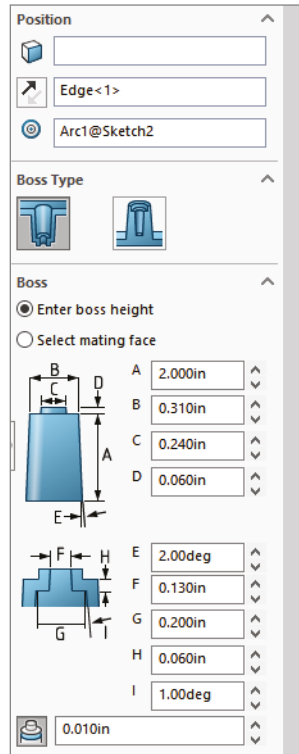 Position
Edge<1>
Arc1@Sketch2
Boss Type
Boss
Enter boss height
Select mating face
B
C
D
A
E
A 2.000in
B 0.310in
C 0.240in
D 0.060in
F
H
G
I
E 2.00deg
F 0.130in
G 0.200in
H 0.060in
I 1.00deg
0.010in